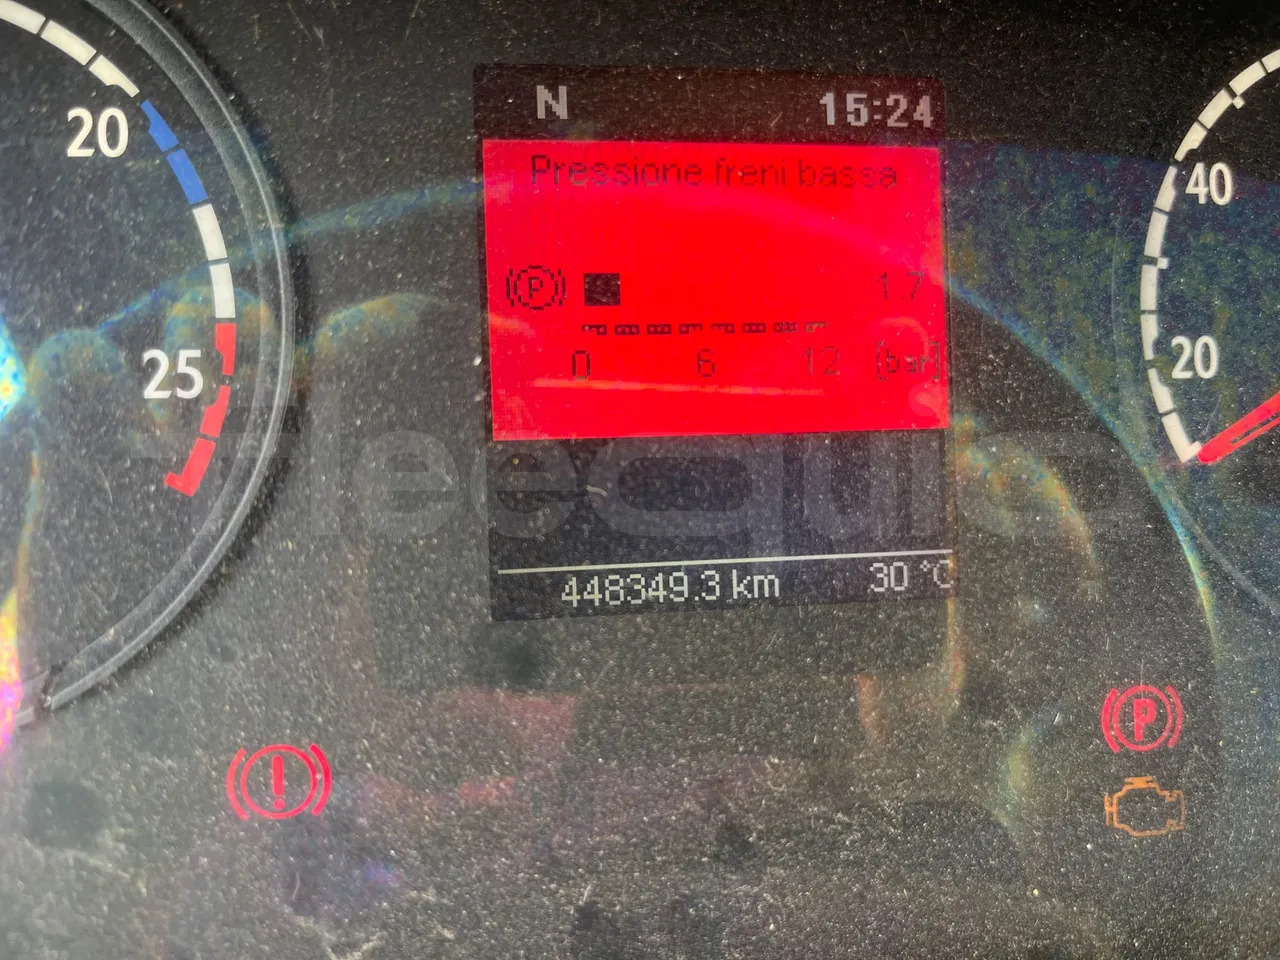 20
25
N 15:24
Pressione freni bassa
P 1.7
0 6 12 [bar]
448349.3 km 30 °C
40
20
!
P
fleequid